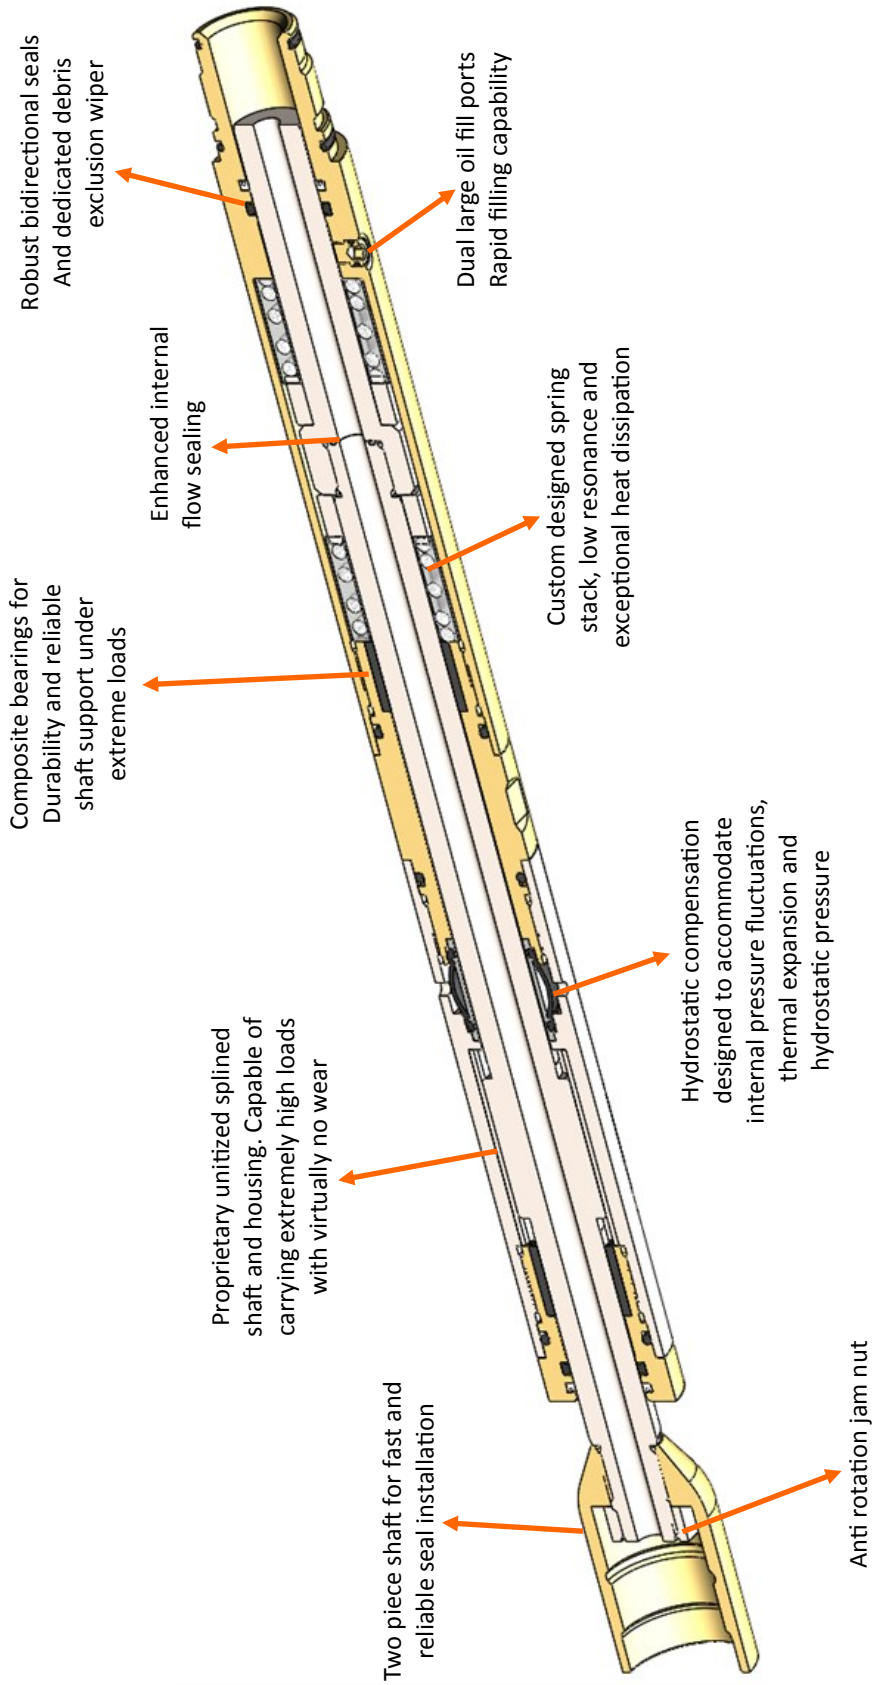 Two piece shaft for fast and
reliable seal installation
Proprietary unitized splined
shaft and housing. Capable of
carrying extremely high loads
with virtually no wear
Composite bearings for
Durability and reliable
shaft support under
extreme loads
Enhanced internal
flow sealing
Robust bidirectional seals
And dedicated debris
exclusion wiper
Anti rotation jam nut
Hydrostatic compensation
designed to accommodate
internal pressure fluctuations,
thermal expansion and
hydrostatic pressure
Custom designed spring
stack, low resonance and
exceptional heat dissipation
Dual large oil fill ports
Rapid filling capability